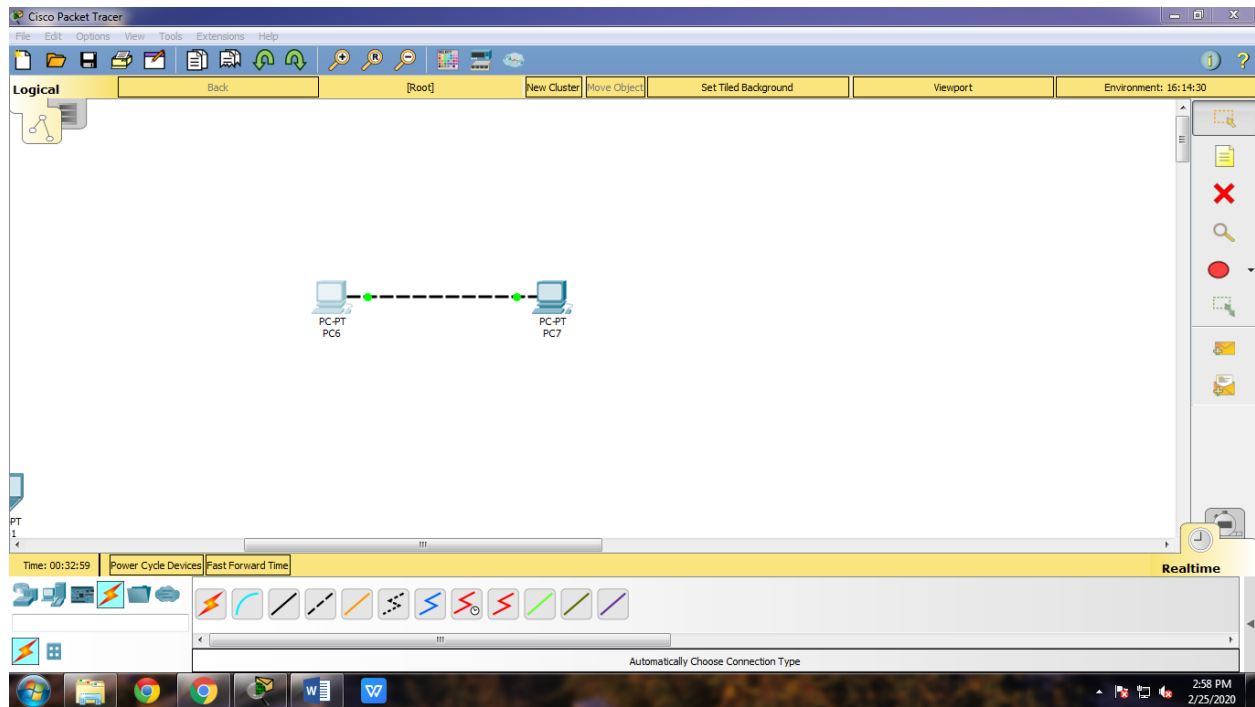 Cisco Packet Tracer
File Edit Options View Tools Extensions Help
Logical Back [Root] New Cluster Move Object Set Tiled Background Viewport Environment: 16:14:30
PC-PT PC-PT
PC6 PC7
PT
1
Time: 00:32:59 Power Cycle Devices Fast Forward Time Realtime
Automatically Choose Connection Type
2:58 PM
2/25/2020